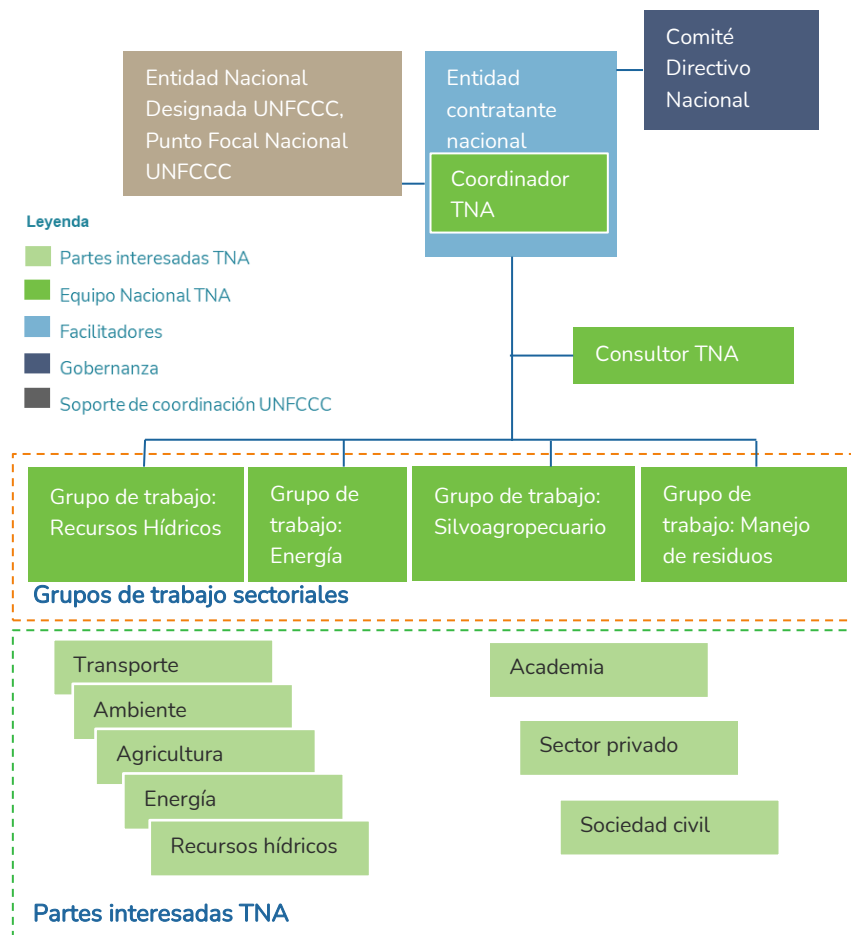 Comité
Directivo
Nacional
Entidad Nacional
Designada UNFCCC,
Punto Focal Nacional
UNFCCC
Entidad
contratante
nacional
Coordinador
TNA
Leyenda
Partes interesadas TNA
Equipo Nacional TNA
Facilitadores
Gobernanza
Soporte de coordinación UNFCCC
Consultor TNA
Grupo de trabajo:
Recursos Hídricos
Grupo de
trabajo:
Energía
Grupo de trabajo:
Silvoagropecuario
Grupo de
trabajo: Manejo
de residuos
Grupos de trabajo sectoriales
Transporte
Ambiente
Agricultura
Energía
Recursos hídricos
Academia
Sector privado
Sociedad civil
Partes interesadas TNA